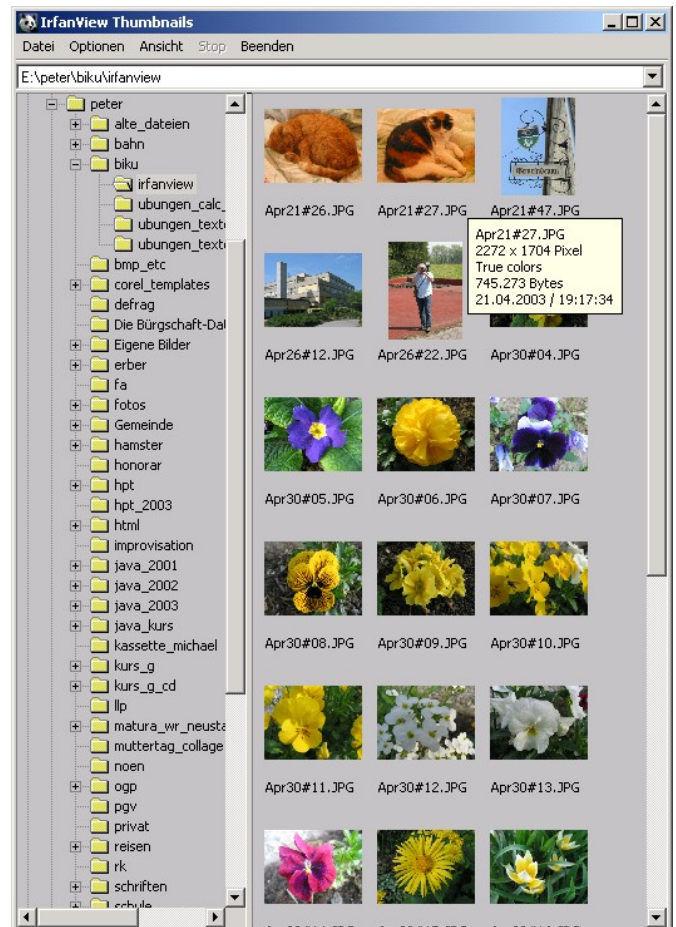 IrfanView Thumbnails
Datei Optionen Ansicht Stop Beenden
E:\peter\biku\irfanview
peter
alte_dateien
bahn
biku
irfanview
ubungen_calc_
ubungen_text
ubungen_text
bmp_etc
corel_templates
defrag
Die Bürgschaft-Dat
Eigene Bilder
erber
fa
fotos
Gemeinde
hamster
honorar
hpt
hpt_2003
html
improvisation
java_2001
java_2002
java_2003
java_kurs
kassette_michael
kurs_g
kurs_g_cd
llp
matura_wr_neusta
muttertag_collage
noen
ogp
pgv
privat
reisen
rk
schriften
schule
Apr21#26.JPG Apr21#27.JPG Apr21#47.JPG
Apr21#27.JPG
2272 x 1704 Pixel
True colors
745.273 Bytes
21.04.2003 / 19:17:34
Apr26#12.JPG Apr26#22.JPG Apr30#04.JPG
Apr30#05.JPG Apr30#06.JPG Apr30#07.JPG
Apr30#08.JPG Apr30#09.JPG Apr30#10.JPG
Apr30#11.JPG Apr30#12.JPG Apr30#13.JPG